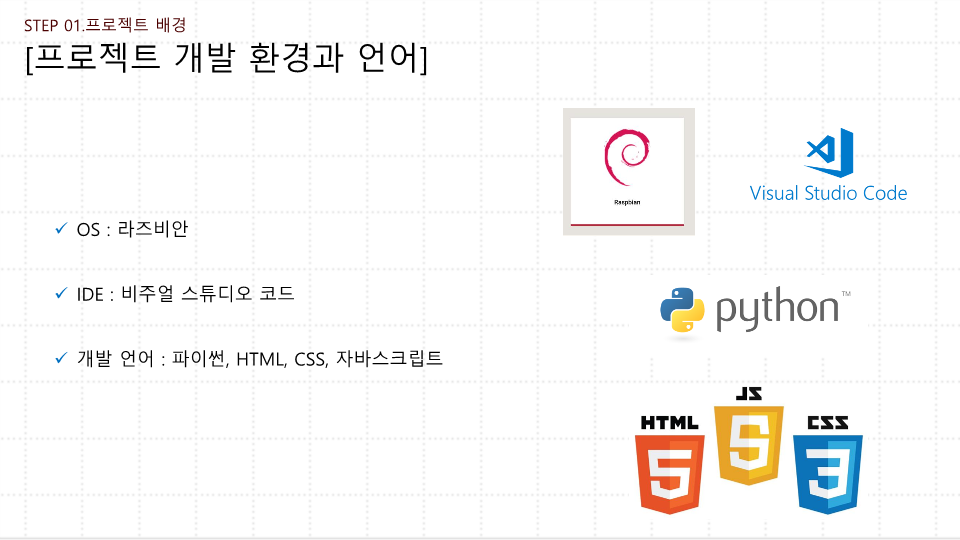 STEP 01.프로젝트 배경
[프로젝트 개발 환경과 언어]
Raspbian
Visual Studio Code
✓ OS : 라즈비안
✓ IDE : 비주얼 스튜디오 코드
python™
✓ 개발 언어 : 파이썬, HTML, CSS, 자바스크립트
JS
HTML
CSS
5
5
3